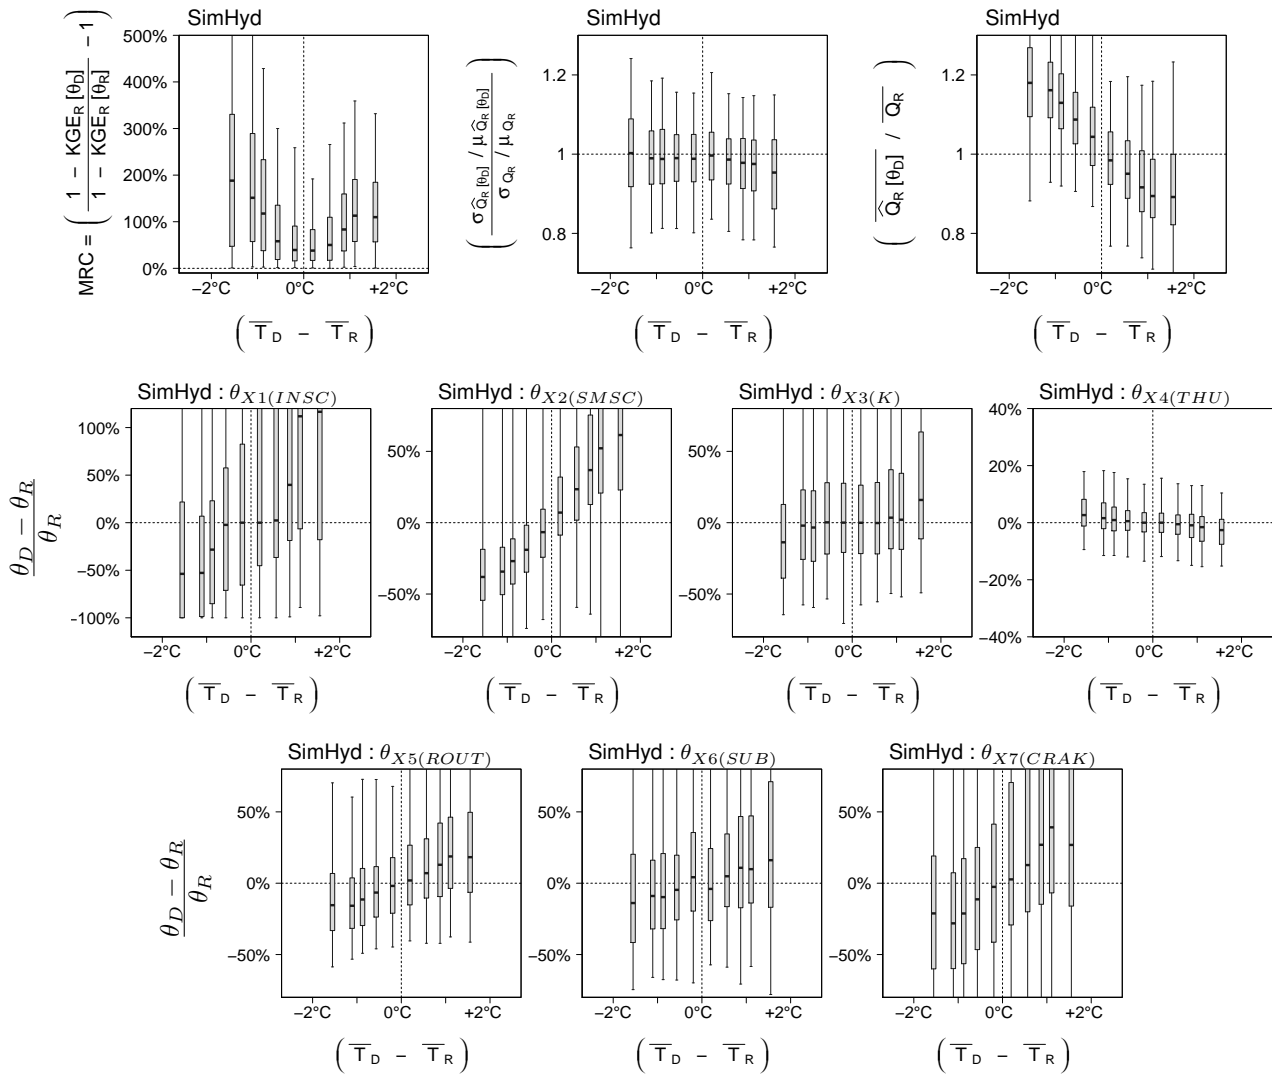 SimHyd SimHyd SimHyd
MRC = ( 1 − KGE_R [θ_D] / 1 − KGE_R [θ_R] − 1 )
500%
400%
300%
200%
100%
0%
−2°C 0°C +2°C
( T̅_D − T̅_R )
( σ_Q̂_R [θ_D] / μ_Q̂_R [θ_D] / σ_Q_R / μ_Q_R )
1.2
1
0.8
−2°C 0°C +2°C
( T̅_D − T̅_R )
( Q̂_R [θ_D] / Q_R )
1.2
1
0.8
−2°C 0°C +2°C
( T̅_D − T̅_R )
SimHyd : θ_X1(INSC) SimHyd : θ_X2(SMSC) SimHyd : θ_X3(K) SimHyd : θ_X4(THU)
θ_D − θ_R
θ_R
100%
50%
0%
-50%
-100%
−2°C 0°C +2°C
( T̅_D − T̅_R )
50%
0%
−50%
−2°C 0°C +2°C
( T̅_D − T̅_R )
50%
0%
−50%
−2°C 0°C +2°C
( T̅_D − T̅_R )
40%
20%
0%
−20%
−40%
−2°C 0°C +2°C
( T̅_D − T̅_R )
SimHyd : θ_X5(ROUT) SimHyd : θ_X6(SUB) SimHyd : θ_X7(CRAK)
θ_D − θ_R
θ_R
50%
0%
−50%
−2°C 0°C +2°C
( T̅_D − T̅_R )
50%
0%
−50%
−2°C 0°C +2°C
( T̅_D − T̅_R )
50%
0%
−50%
−2°C 0°C +2°C
( T̅_D − T̅_R )